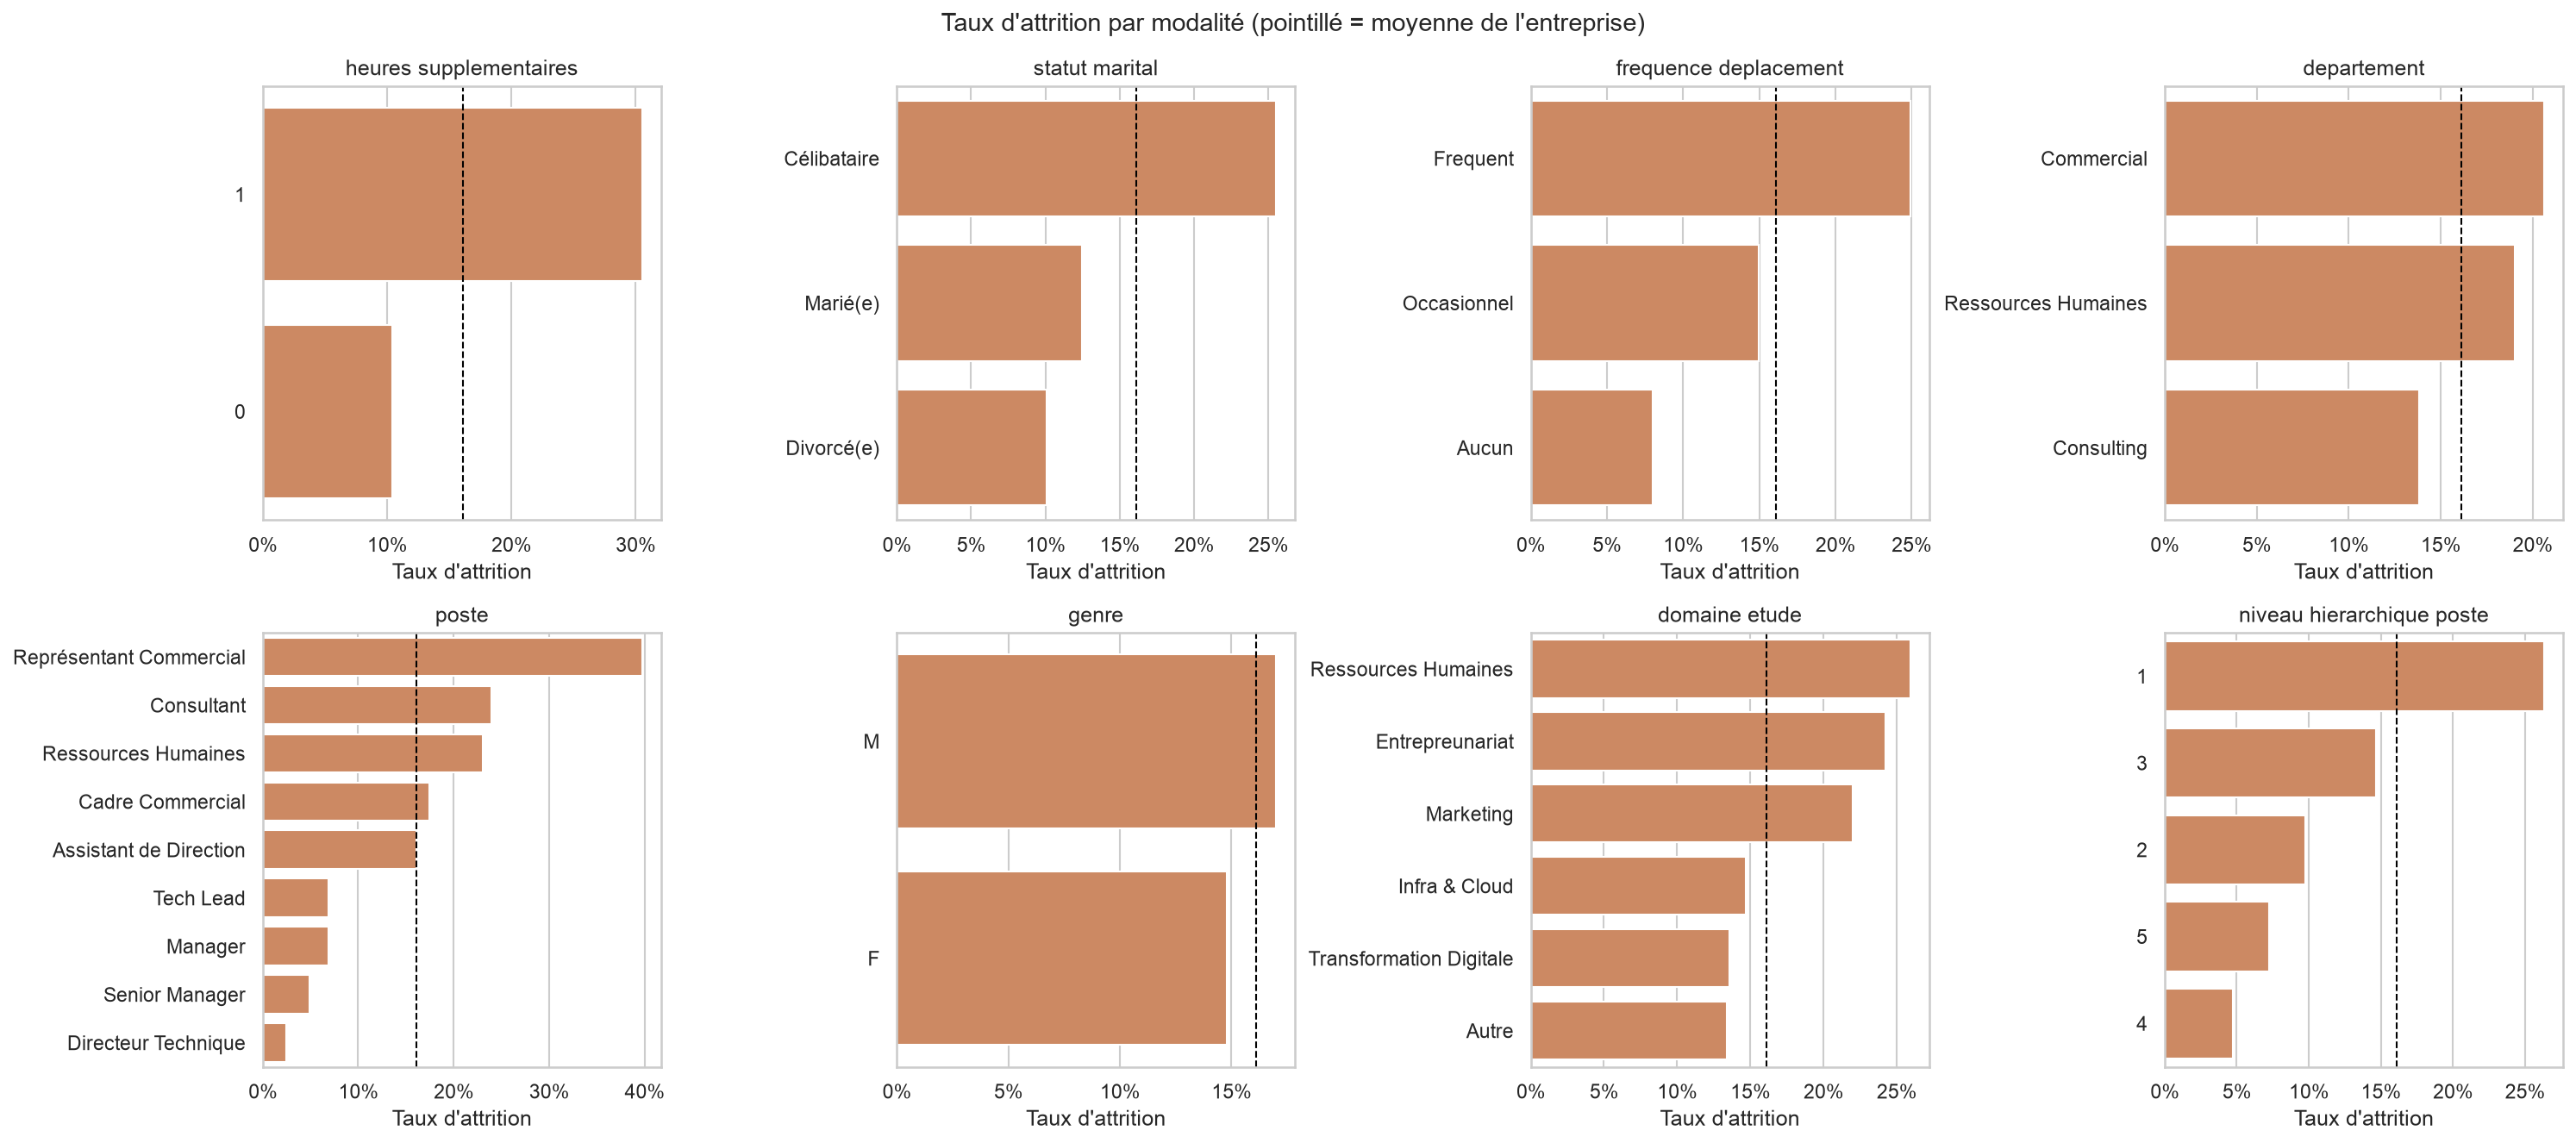 Taux d'attrition par modalité (pointillé = moyenne de l'entreprise)
heures supplementaires
1
0
0% 10% 20% 30%
Taux d'attrition
statut marital
Célibataire
Marié(e)
Divorcé(e)
0% 5% 10% 15% 20% 25%
Taux d'attrition
frequence deplacement
Frequent
Occasionnel
Aucun
0% 5% 10% 15% 20% 25%
Taux d'attrition
departement
Commercial
Ressources Humaines
Consulting
0% 5% 10% 15% 20%
Taux d'attrition
poste
Représentant Commercial
Consultant
Ressources Humaines
Cadre Commercial
Assistant de Direction
Tech Lead
Manager
Senior Manager
Directeur Technique
0% 10% 20% 30% 40%
Taux d'attrition
genre
M
F
0% 5% 10% 15%
Taux d'attrition
domaine etude
Ressources Humaines
Entrepreunariat
Marketing
Infra & Cloud
Transformation Digitale
Autre
0% 5% 10% 15% 20% 25%
Taux d'attrition
niveau hierarchique poste
1
3
2
5
4
0% 5% 10% 15% 20% 25%
Taux d'attrition